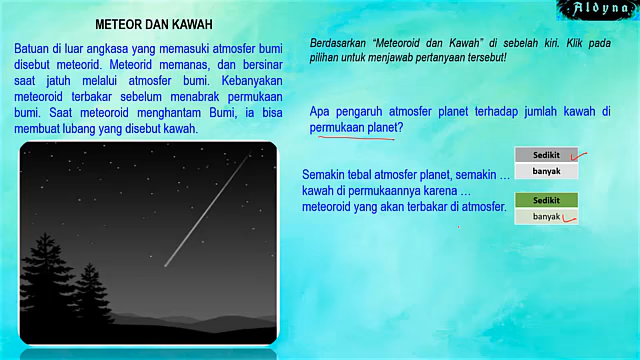 Aldyna
METEOR DAN KAWAH
Batuan di luar angkasa yang memasuki atmosfer bumi
disebut meteorid. Meteorid memanas, dan bersinar
saat jatuh melalui atmosfer bumi. Kebanyakan
meteoroid terbakar sebelum menabrak permukaan
bumi. Saat meteoroid menghantam Bumi, ia bisa
membuat lubang yang disebut kawah.
Berdasarkan “Meteoroid dan Kawah” di sebelah kiri. Klik pada
pilihan untuk menjawab pertanyaan tersebut!
Apa pengaruh atmosfer planet terhadap jumlah kawah di
permukaan planet?
Semakin tebal atmosfer planet, semakin …
kawah di permukaannya karena …
meteoroid yang akan terbakar di atmosfer.
Sedikit
banyak
Sedikit
banyak